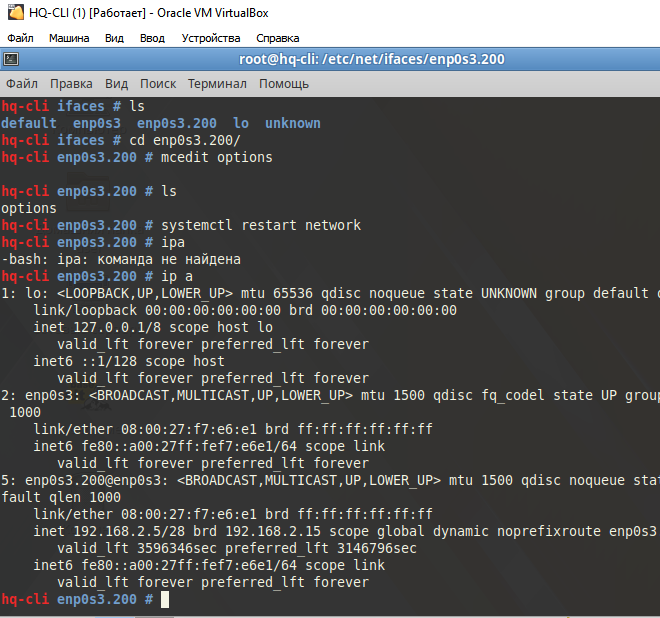 HQ-CLI (1) [Работает] - Oracle VM VirtualBox
Файл Машина Вид Ввод Устройства Справка
root@hq-cli: /etc/net/ifaces/enp0s3.200
Файл Правка Вид Поиск Терминал Помощь
hq-cli ifaces # ls
default enp0s3 enp0s3.200 lo unknown
hq-cli ifaces # cd enp0s3.200/
hq-cli enp0s3.200 # mcedit options
hq-cli enp0s3.200 # ls
options
hq-cli enp0s3.200 # systemctl restart network
hq-cli enp0s3.200 # ipa
-bash: ipa: команда не найдена
hq-cli enp0s3.200 # ip a
1: lo: <LOOPBACK,UP,LOWER_UP> mtu 65536 qdisc noqueue state UNKNOWN group default
link/loopback 00:00:00:00:00:00 brd 00:00:00:00:00:00
inet 127.0.0.1/8 scope host lo
valid_lft forever preferred_lft forever
inet6 ::1/128 scope host
valid_lft forever preferred_lft forever
2: enp0s3: <BROADCAST,MULTICAST,UP,LOWER_UP> mtu 1500 qdisc fq_codel state UP group
1000
link/ether 08:00:27:f7:e6:e1 brd ff:ff:ff:ff:ff:ff
inet6 fe80::a00:27ff:fef7:e6e1/64 scope link
valid_lft forever preferred_lft forever
5: enp0s3.200@enp0s3: <BROADCAST,MULTICAST,UP,LOWER_UP> mtu 1500 qdisc noqueue stat
fault qlen 1000
link/ether 08:00:27:f7:e6:e1 brd ff:ff:ff:ff:ff:ff
inet 192.168.2.5/28 brd 192.168.2.15 scope global dynamic noprefixroute enp0s3
valid_lft 3596346sec preferred_lft 3146796sec
inet6 fe80::a00:27ff:fef7:e6e1/64 scope link
valid_lft forever preferred_lft forever
hq-cli enp0s3.200 #